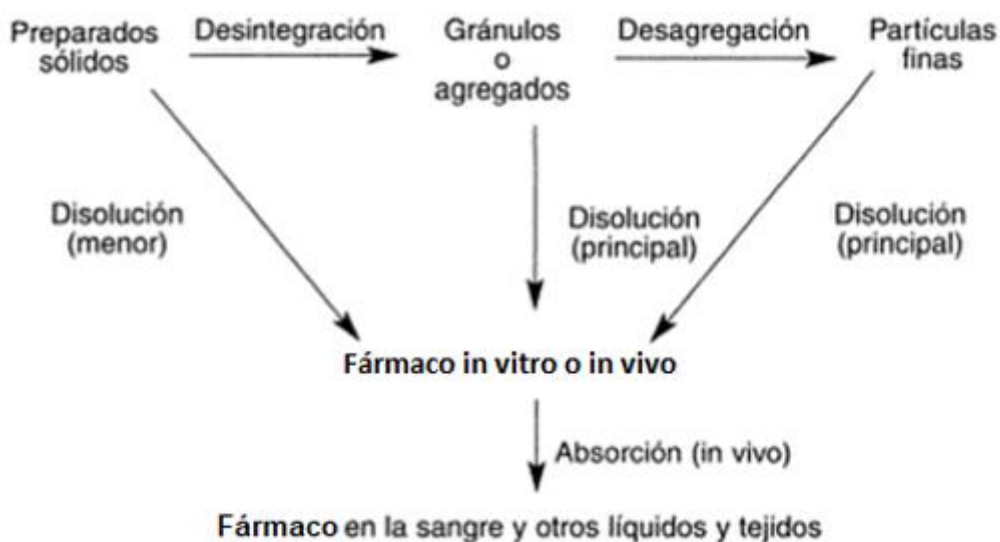 Preparados
sólidos
Desintegración
Gránulos
o
agregados
Desagregación
Partículas
finas
Disolución
(menor)
Disolución
(principal)
Disolución
(principal)
Fármaco in vitro o in vivo
Absorción (in vivo)
Fármaco en la sangre y otros líquidos y tejidos